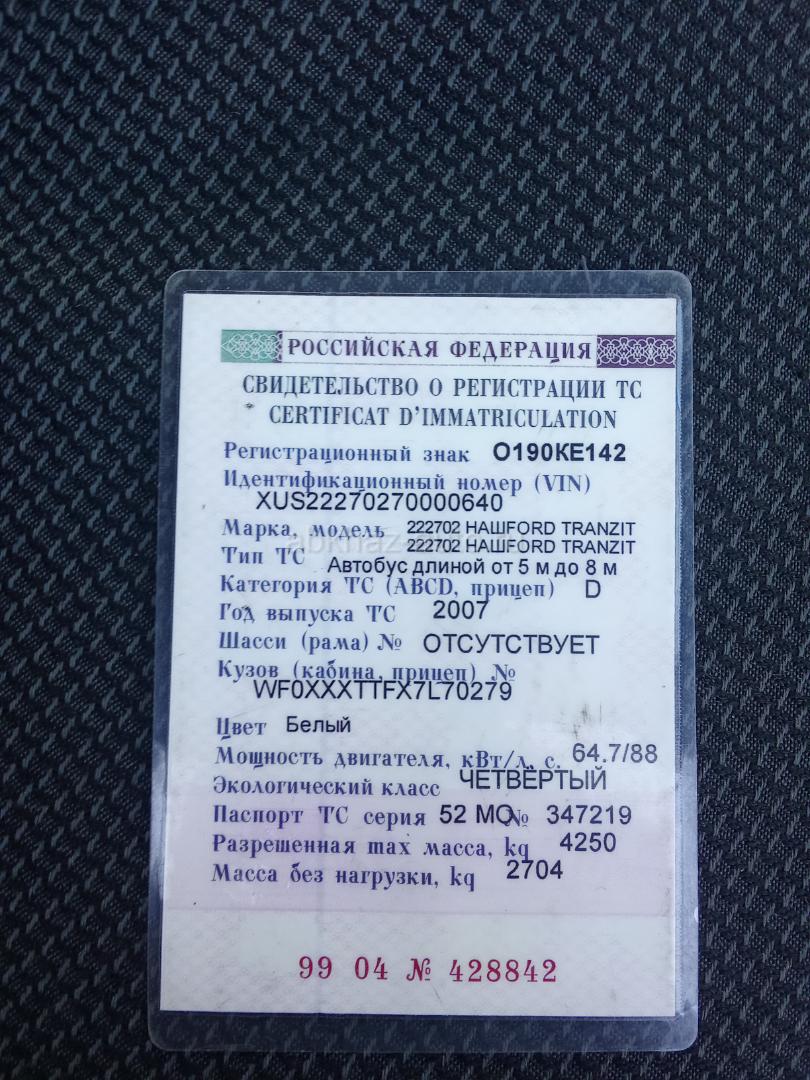 РОССИЙСКАЯ ФЕДЕРАЦИЯ
СВИДЕТЕЛЬСТВО О РЕГИСТРАЦИИ ТС
CERTIFICAT D'IMMATRICULATION
Регистрационный знак О190КЕ142
Идентификационный номер (VIN)
XUS22270270000640
Марка, модель 222702 НАШFORD TRANZIT
222702 НАШFORD TRANZIT
Тип ТС Автобус длиной от 5 м до 8 м
Категория ТС (ABCD, прицеп) D
Год выпуска ТС 2007
Шасси (рама) № ОТСУТСТВУЕТ
Кузов (кабина, прицеп) №
WF0XXXTTFX7L70279
Цвет Белый
Мощность двигателя, кВт/л. с. 64.7/88
Экологический класс ЧЕТВЁРТЫЙ
Паспорт ТС серия 52 МО № 347219
Разрешенная max масса, kg 4250
Масса без нагрузки, kg 2704
99 04 № 428842